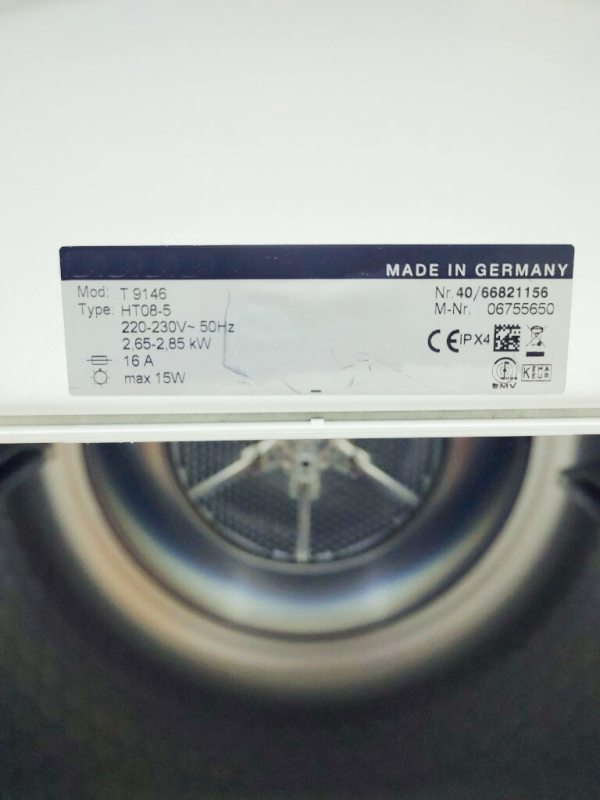 MADE IN GERMANY
Mod: T 9146
Nr. 40/66821156
Type: HT08-5
M-Nr. 06755650
220-230V~ 50Hz
2,65-2,85 kW
CE IPX4
16 A
max 15W
EMV
KEMA
KEUR